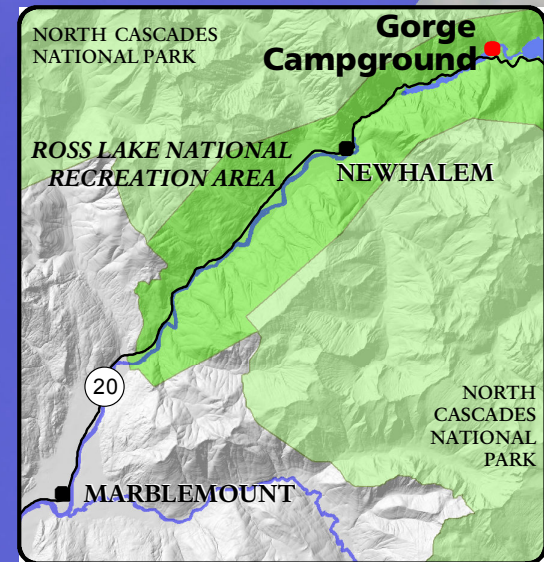 NORTH CASCADES
NATIONAL PARK
Gorge
Campground
ROSS LAKE NATIONAL
RECREATION AREA
NEWHALEM
20
NORTH
CASCADES
NATIONAL
PARK
MARBLEMOUNT